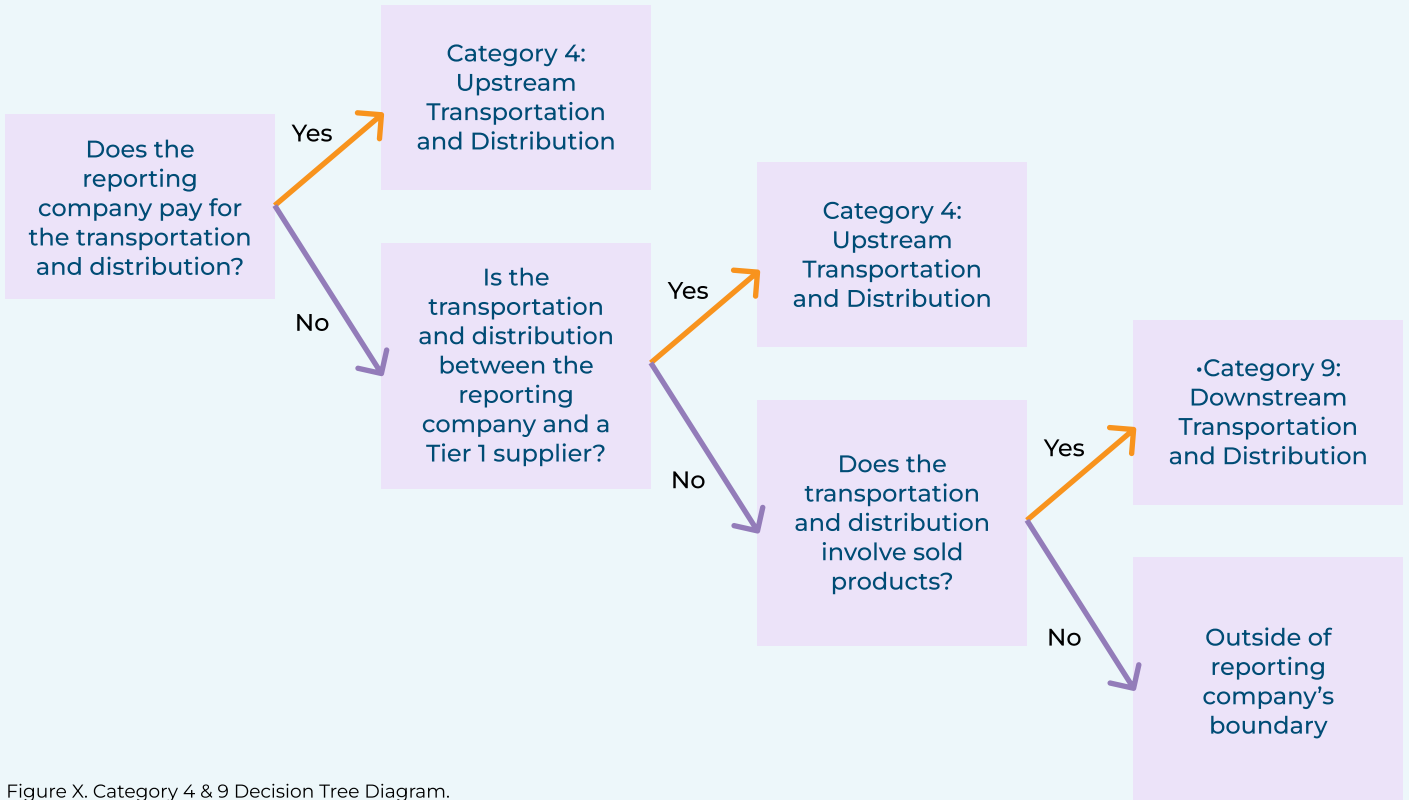 Does the
reporting
company pay for
the transportation
and distribution?
Yes
Category 4:
Upstream
Transportation
and Distribution
No
Is the
transportation
and distribution
between the
reporting
company and a
Tier 1 supplier?
Yes
Category 4:
Upstream
Transportation
and Distribution
No
Does the
transportation
and distribution
involve sold
products?
Yes
•Category 9:
Downstream
Transportation
and Distribution
No
Outside of
reporting
company’s
boundary
Figure X. Category 4 & 9 Decision Tree Diagram.